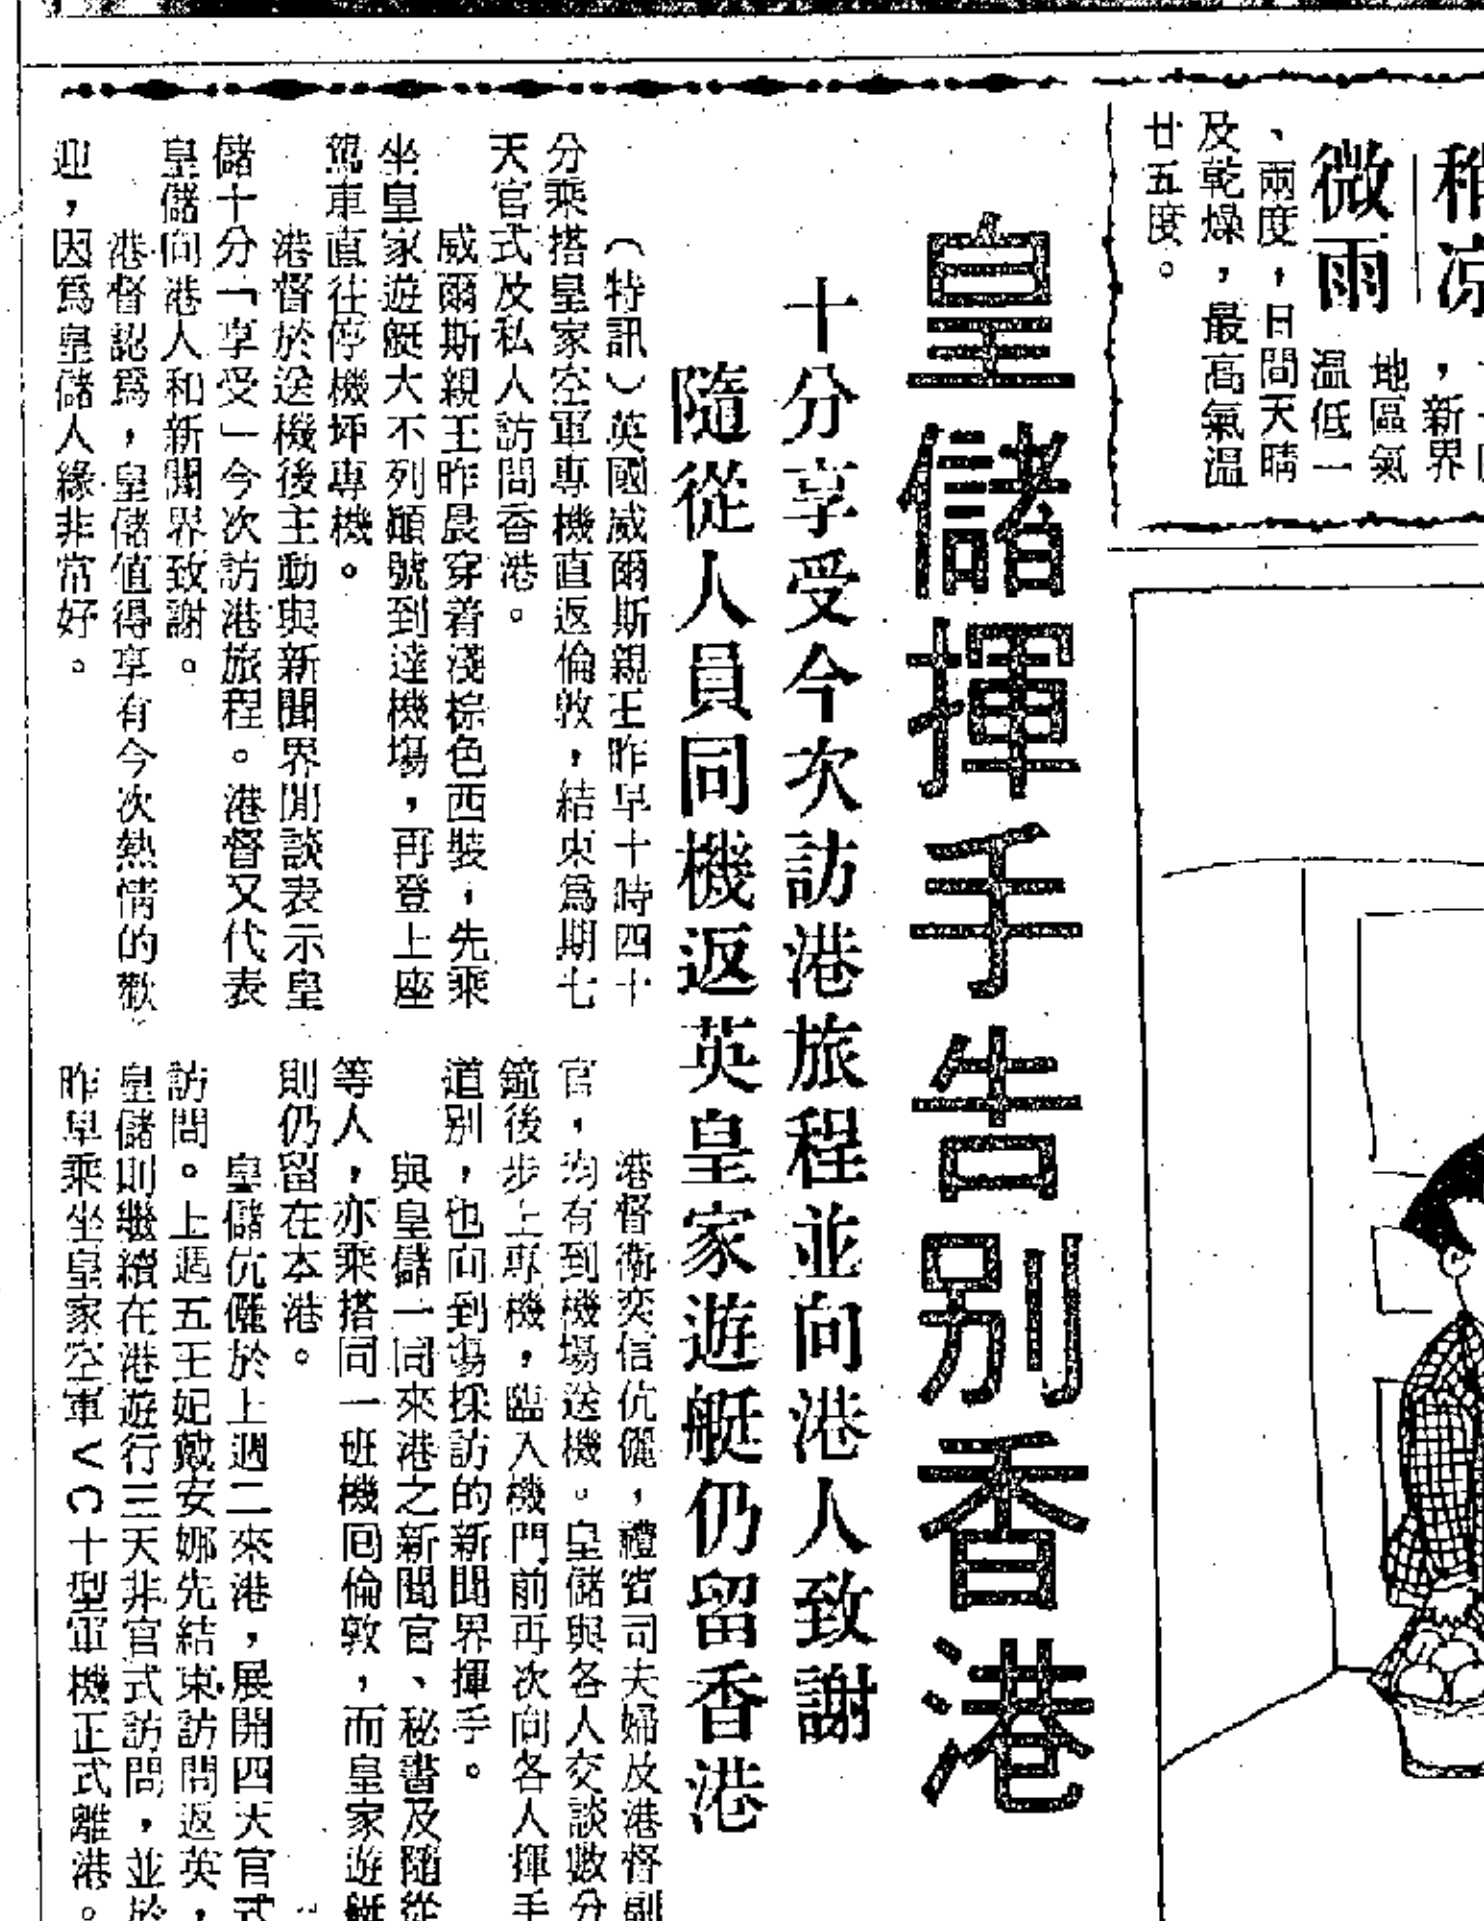 微雨
稍涼
，新界
地區氣
溫低一
、兩度，日間天晴
及乾燥，最高氣溫
廿五度。
皇儲揮手告別香港
十分享受今次訪港旅程並向港人致謝
隨從人員同機返英皇家遊艇仍留香港
（特訊）英國威爾斯親王昨早十時四十
分乘搭皇家空軍專機直返倫敦，結束爲期七
天官式及私人訪問香港。
威爾斯親王昨晨穿着淺棕色西裝，先乘
坐皇家遊艇大不列顛號到達機場，再登上座
駕車直往停機坪專機。
港督於送機後主動與新聞界閒談表示皇
儲十分「享受」今次訪港旅程。港督又代表
皇儲向港人和新聞界致謝。
港督認爲，皇儲值得享有今次熱情的歡
迎，因爲皇儲人緣非常好。
港督衞奕信伉儷，禮賓司夫婦及港督副
官，均有到機場送機。皇儲與各人交談數分
鐘後步上專機，臨入機門前再次向各人揮手
道别，也向到場採訪的新聞界揮手。
與皇儲一同來港之新聞官、秘書及隨從
等人，亦乘搭同一班機囘倫敦，而皇家遊艇
則仍留在本港。
皇儲伉儷於上週二來港，展開四天官式
訪問。上週五王妃戴安娜先結束訪問返英，
皇儲則繼續在港遊行三天非官式訪問，並於
昨早乘坐皇家空軍VC十型軍機正式離港。